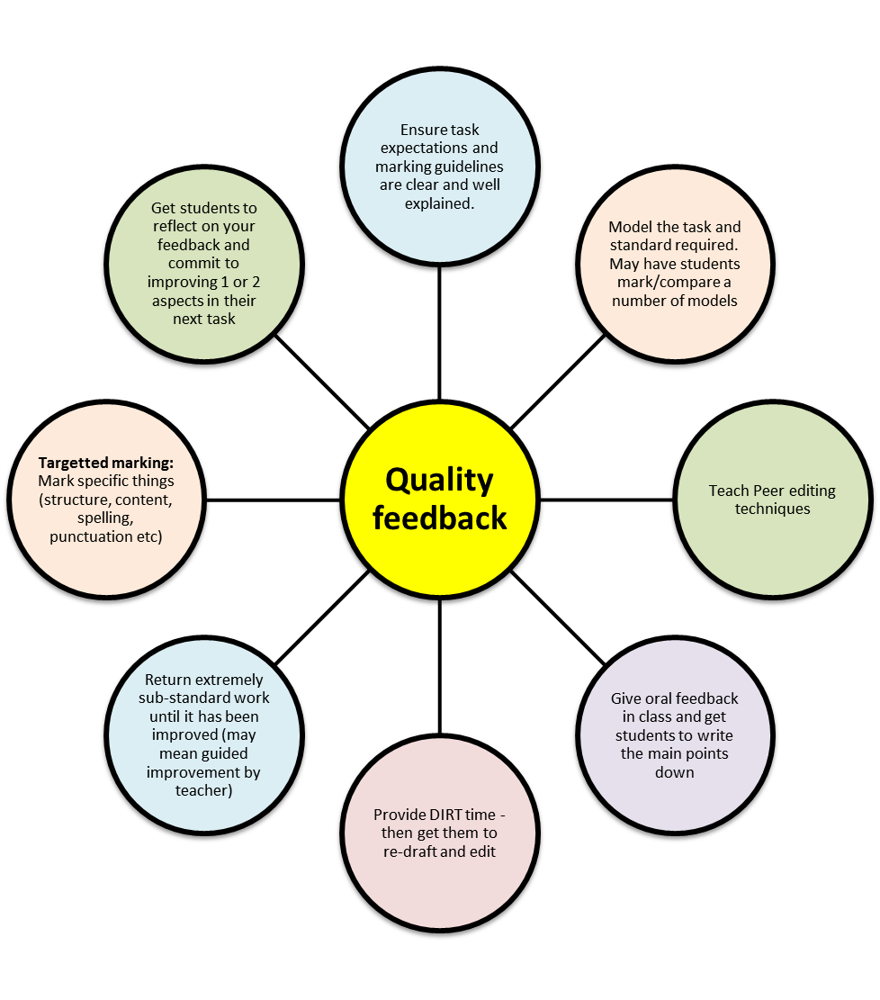 Ensure task
expectations and
marking guidelines
are clear and well
explained.
Model the task and
standard required.
May have students
mark/compare a
number of models
Teach Peer editing
techniques
Give oral feedback
in class and get
students to write
the main points
down
Provide DIRT time -
then get them to
re-draft and edit
Return extremely
sub-standard work
until it has been
improved (may
mean guided
improvement by
teacher)
Targetted marking:
Mark specific things
(structure, content,
spelling,
punctuation etc)
Get students to
reflect on your
feedback and
commit to
improving 1 or 2
aspects in their
next task
Quality
feedback